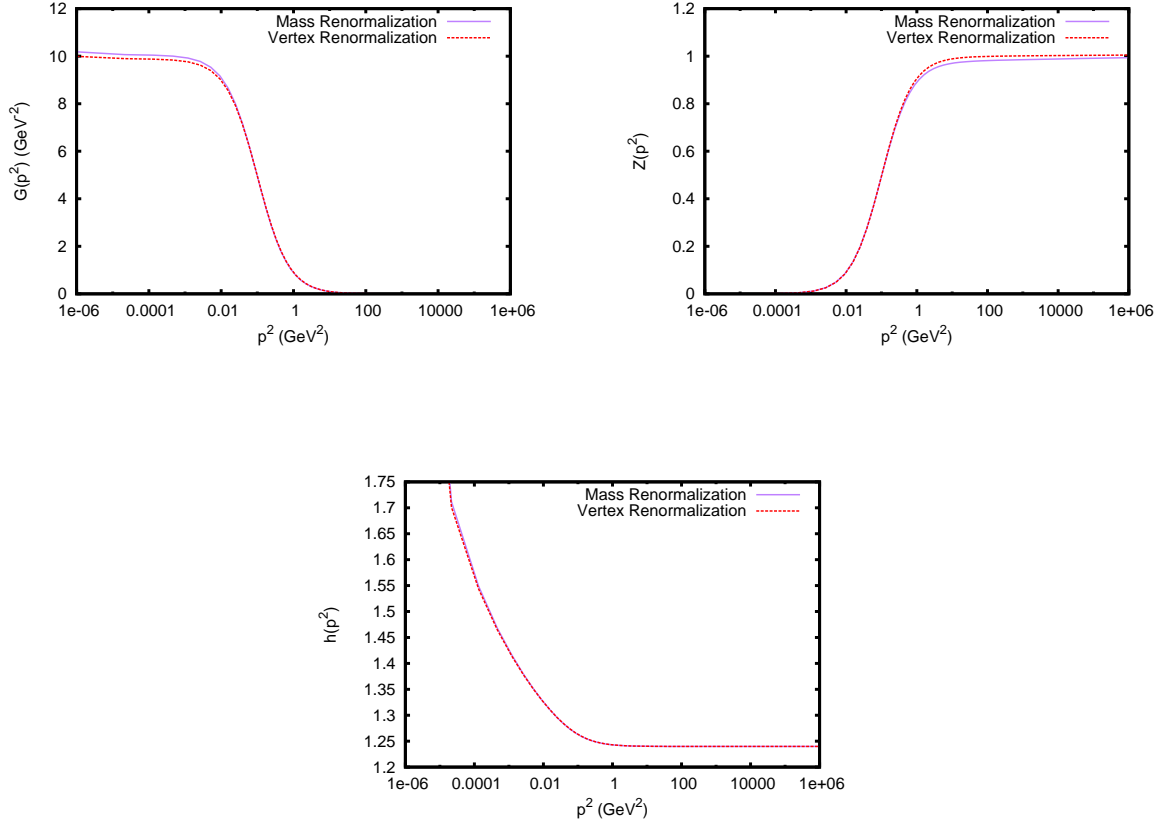 G(p²) (GeV⁻²)
12
10
8
6
4
2
0
Mass Renormalization
Vertex Renormalization
1e-06 0.0001 0.01 1 100 10000 1e+06
p² (GeV²)
Z(p²)
1.2
1
0.8
0.6
0.4
0.2
0
Mass Renormalization
Vertex Renormalization
1e-06 0.0001 0.01 1 100 10000 1e+06
p² (GeV²)
h(p²)
1.75
1.7
1.65
1.6
1.55
1.5
1.45
1.4
1.35
1.3
1.25
1.2
Mass Renormalization
Vertex Renormalization
1e-06 0.0001 0.01 1 100 10000 1e+06
p² (GeV²)